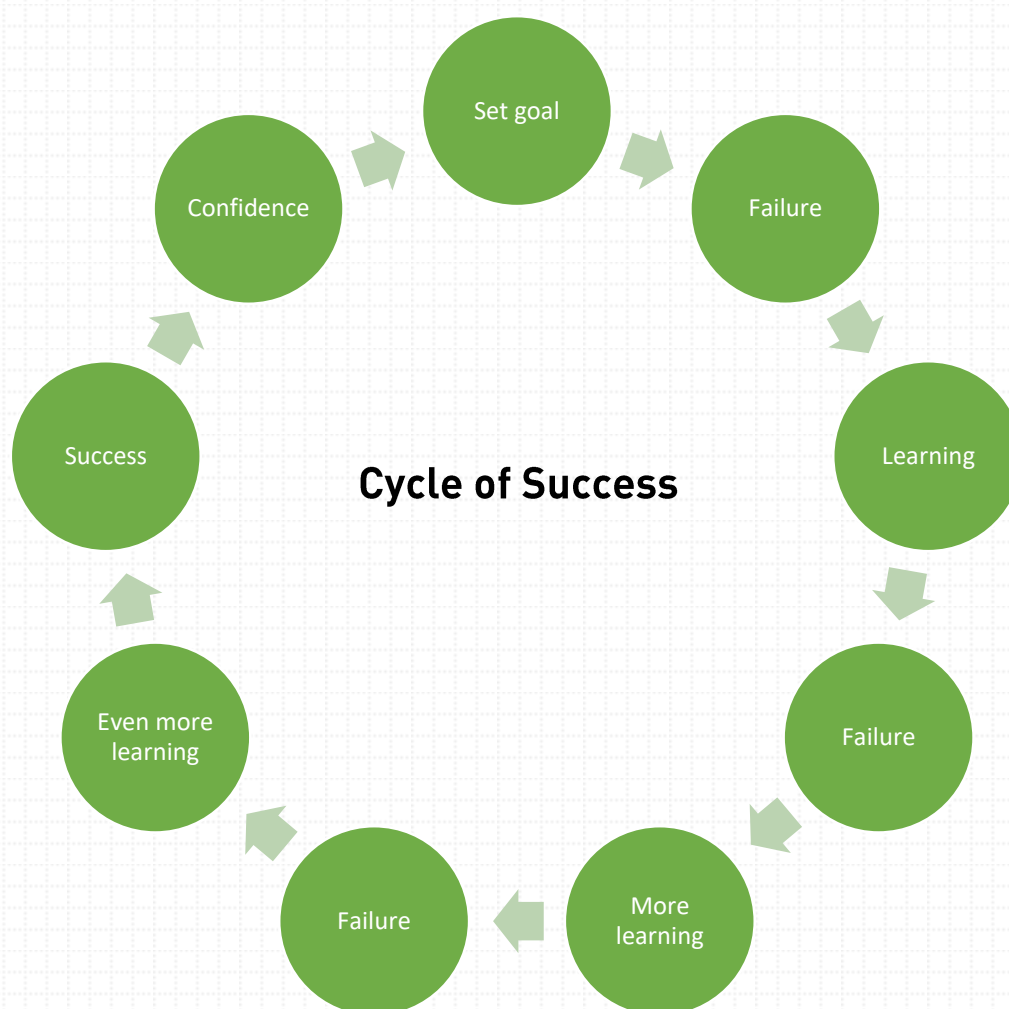 Set goal
Failure
Learning
Failure
More
learning
Failure
Even more
learning
Success
Confidence
Cycle of Success